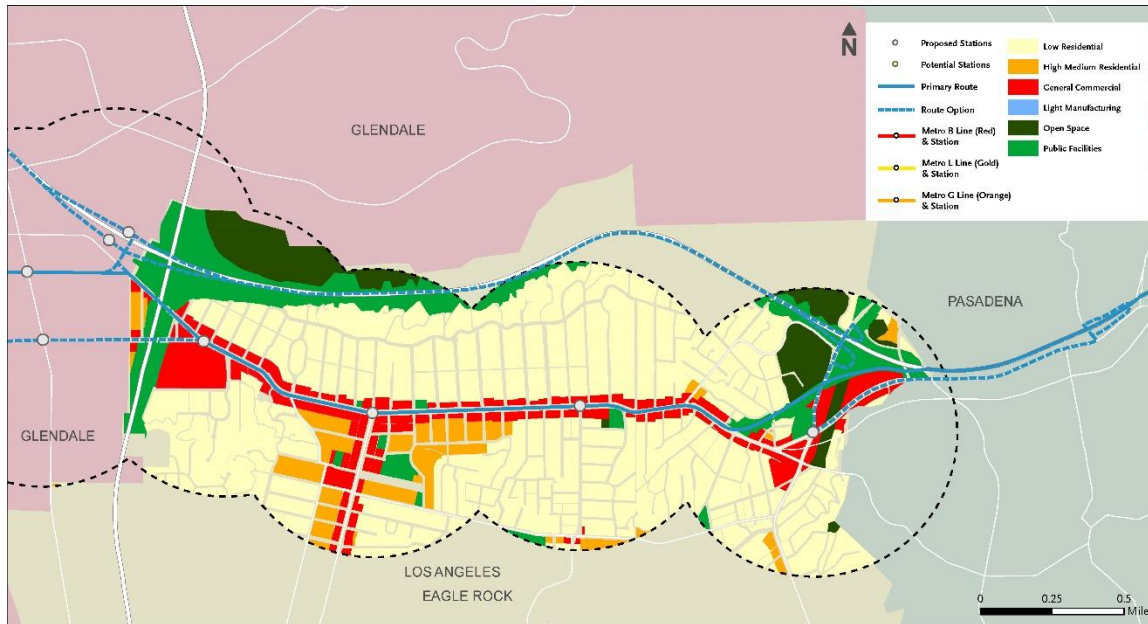 GLENDALE
N
Proposed Stations
Potential Stations
Primary Route
Route Option
Metro B Line (Red)
& Station
Metro L Line (Gold)
& Station
Metro G Line (Orange)
& Station
Low Residential
High Medium Residential
General Commercial
Light Manufacturing
Open Space
Public Facilities
PASADENA
GLENDALE
LOS ANGELES
EAGLE ROCK
0 0.25 0.5
Mile